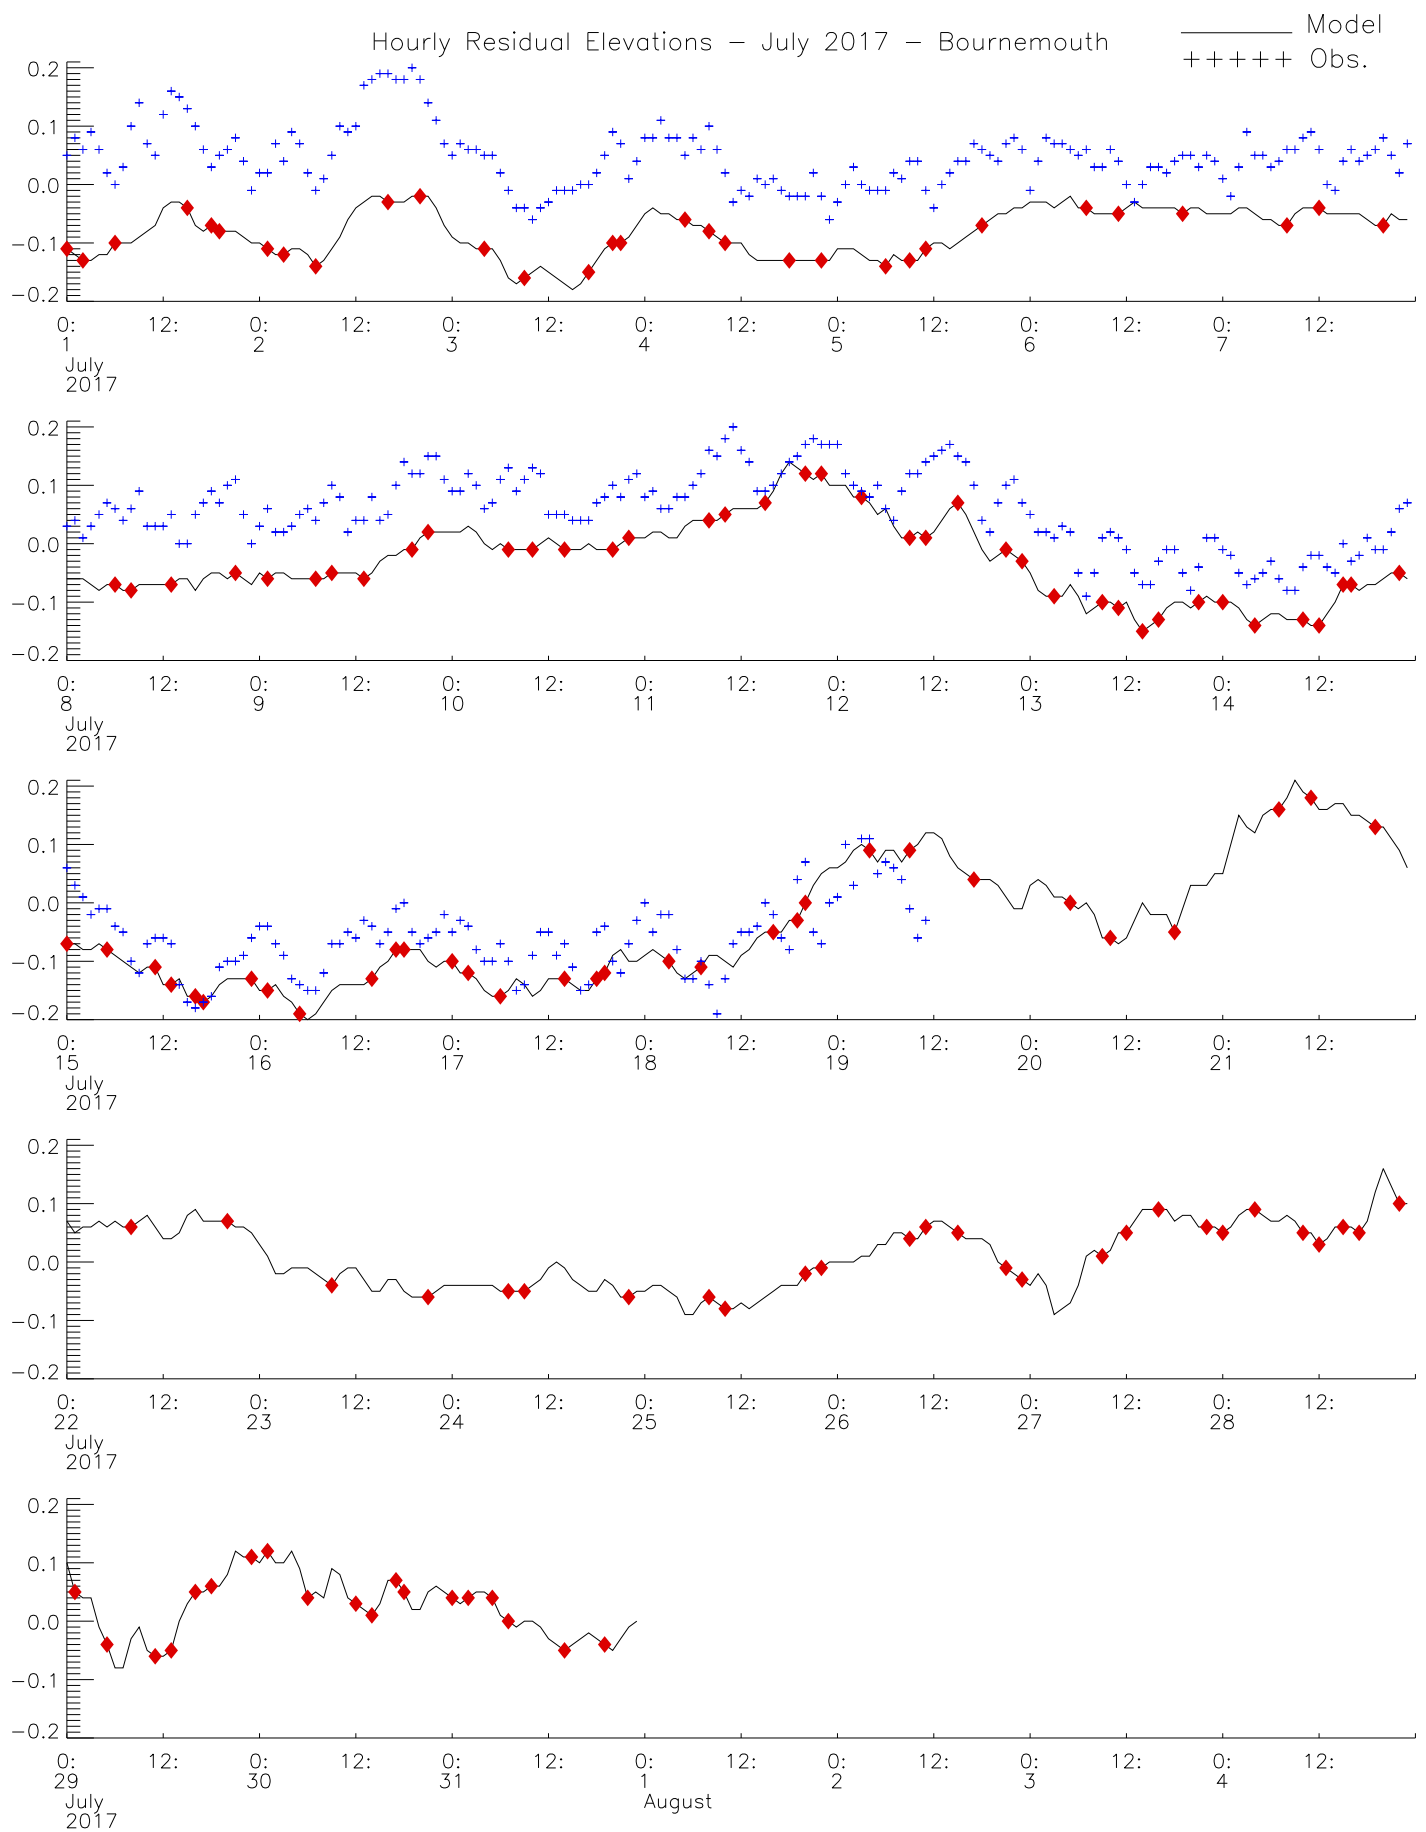 Hourly Residual Elevations – July 2017 – Bournemouth
Model
+++++ Obs.
0.2
0.1
0.0
−0.1
−0.2
0: 12: 0: 12: 0: 12: 0: 12: 0: 12: 0: 12: 0: 12:
1 2 3 4 5 6 7
July
2017
0.2
0.1
0.0
−0.1
−0.2
0: 12: 0: 12: 0: 12: 0: 12: 0: 12: 0: 12: 0: 12:
8 9 10 11 12 13 14
July
2017
0.2
0.1
0.0
−0.1
−0.2
0: 12: 0: 12: 0: 12: 0: 12: 0: 12: 0: 12: 0: 12:
15 16 17 18 19 20 21
July
2017
0.2
0.1
0.0
−0.1
−0.2
0: 12: 0: 12: 0: 12: 0: 12: 0: 12: 0: 12: 0: 12:
22 23 24 25 26 27 28
July
2017
0.2
0.1
0.0
−0.1
−0.2
0: 12: 0: 12: 0: 12: 0: 12: 0: 12: 0: 12: 0: 12:
29 30 31 1 2 3 4
July August
2017